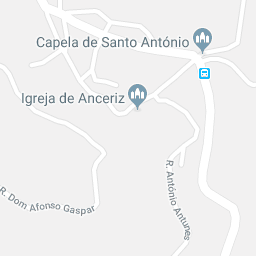 Capela de Santo António
Igreja de Anceriz
R. António Antunes
R. Dom Afonso Gaspar